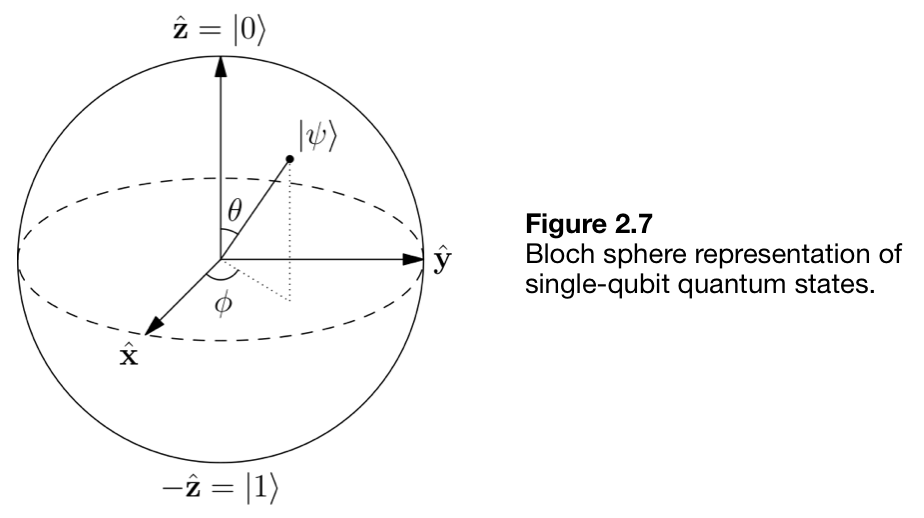 ẑ = |0⟩
|ψ⟩
θ
ŷ
ϕ
x̂
−ẑ = |1⟩
Figure 2.7
Bloch sphere representation of
single-qubit quantum states.